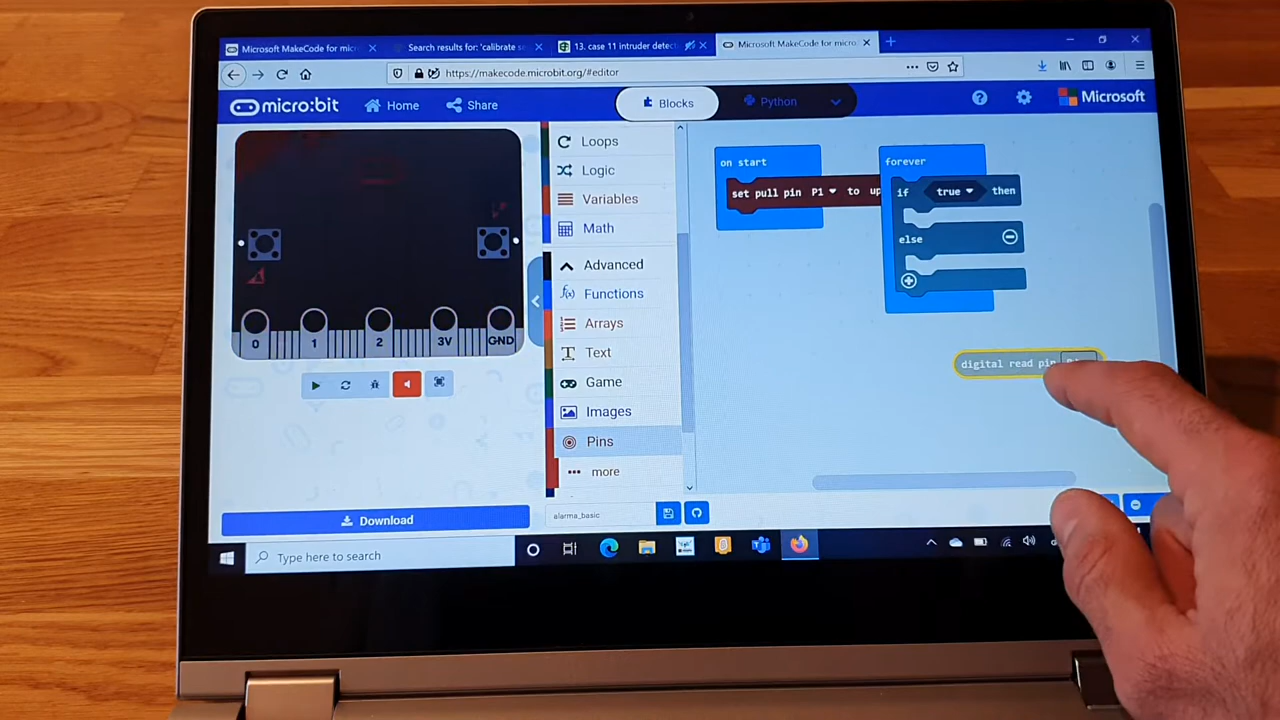 Microsoft MakeCode for micr
Search results for: 'calibrate s
13. case 11 intruder detec
Microsoft MakeCode for micro
https://makecode.microbit.org/#editor
micro:bit
Home
Share
Blocks
Python
Microsoft
Loops
Logic
Variables
Math
Advanced
Functions
Arrays
Text
Game
Images
Pins
more
on start
set pull pin P1 to up
forever
if true then
else
digital read pin
0
1
2
3V
GND
Download
alarma_basic
Type here to search